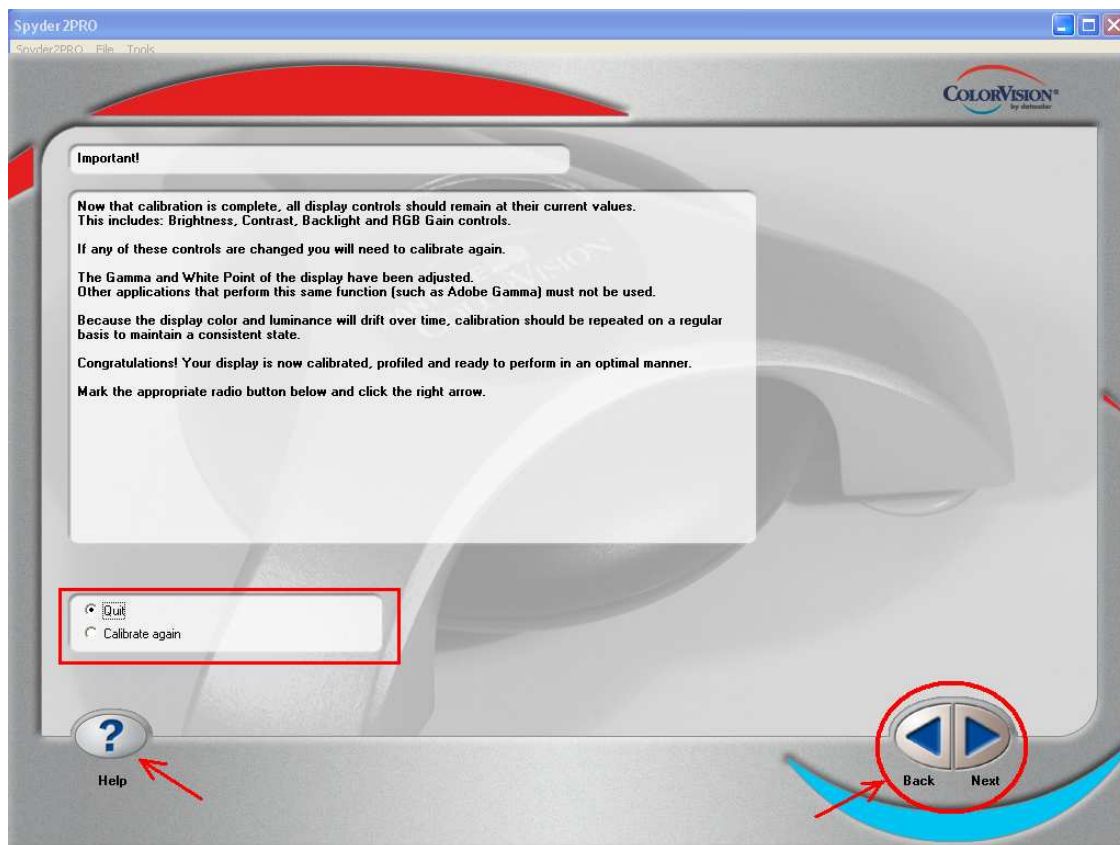 Spyder2PRO
Spyder2PRO File Tools
COLORVISION®
by datacolor
Important!
Now that calibration is complete, all display controls should remain at their current values.
This includes: Brightness, Contrast, Backlight and RGB Gain controls.
If any of these controls are changed you will need to calibrate again.
The Gamma and White Point of the display have been adjusted.
Other applications that perform this same function (such as Adobe Gamma) must not be used.
Because the display color and luminance will drift over time, calibration should be repeated on a regular
basis to maintain a consistent state.
Congratulations! Your display is now calibrated, profiled and ready to perform in an optimal manner.
Mark the appropriate radio button below and click the right arrow.
Quit
Calibrate again
?
Help
Back Next